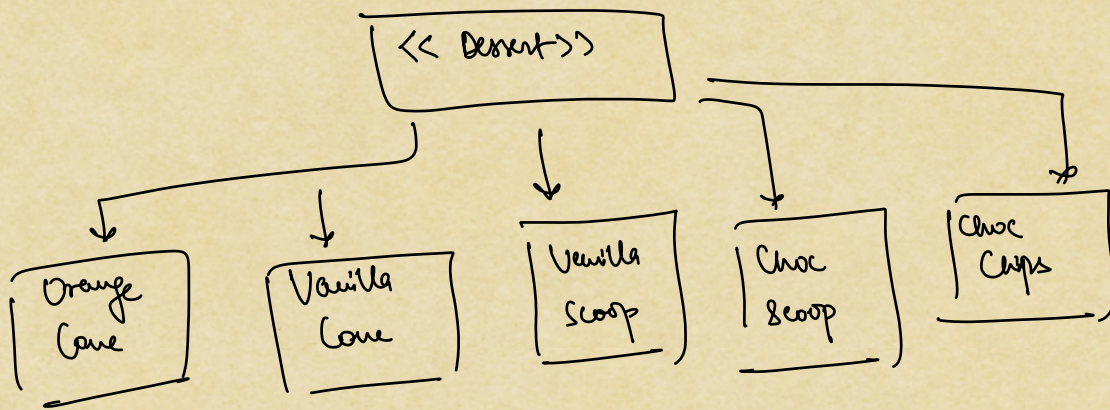 << Dessert >>
Orange
Cone
Vanilla
Cone
Vanilla
Scoop
Choc
Scoop
Choc
Chips